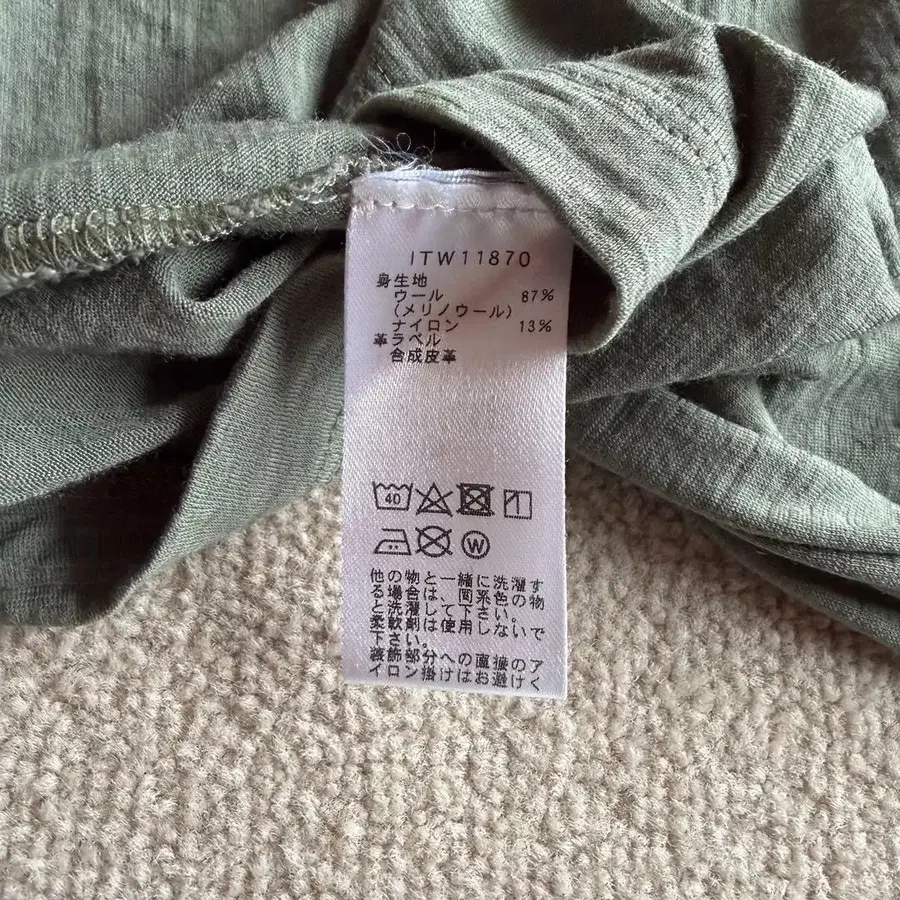 ITW11870
身生地
ウール 87%
(メリノウール)
ナイロン 13%
革ラベル
合成皮革
40
W
他の物と一緒に洗濯す
る場合は、同系色の物
と洗濯して下さい。
柔軟剤は使用しないで
下さい。
装飾部分への直接のア
イロン掛けはお避けく